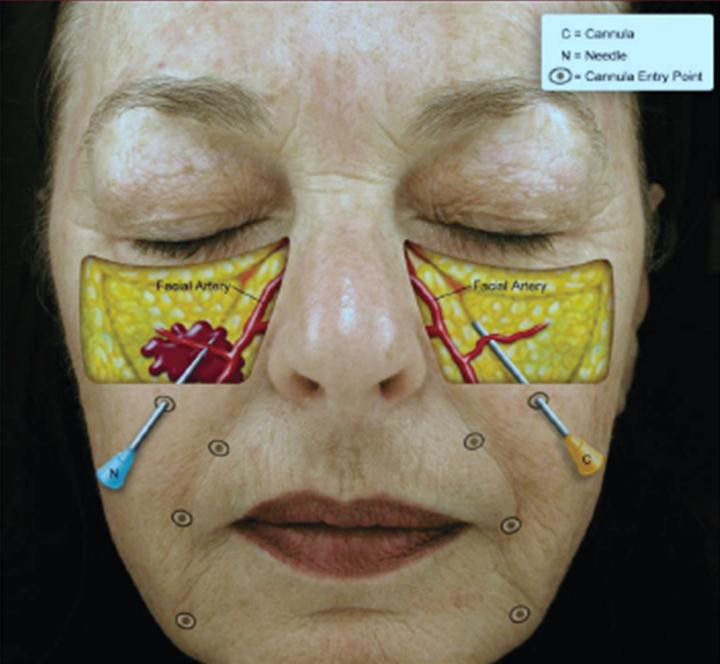 C = Cannula
N = Needle
= Cannula Entry Point
Facial Artery
Facial Artery
N
C